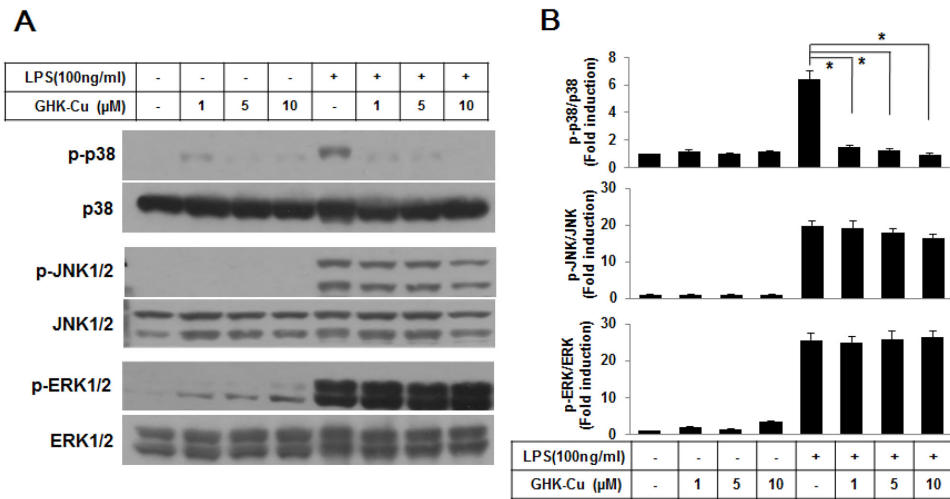 A
LPS(100ng/ml) - - - - + + + +
GHK-Cu (µM) - 1 5 10 - 1 5 10
p-p38
p38
p-JNK1/2
JNK1/2
p-ERK1/2
ERK1/2
B
p-p38/p38
(Fold induction)
8
6
4
2
0
* * *
p-JNK/JNK
(Fold induction)
30
20
10
0
p-ERK/ERK
(Fold induction)
30
20
10
0
LPS(100ng/ml) - - - - + + + +
GHK-Cu (µM) - 1 5 10 - 1 5 10